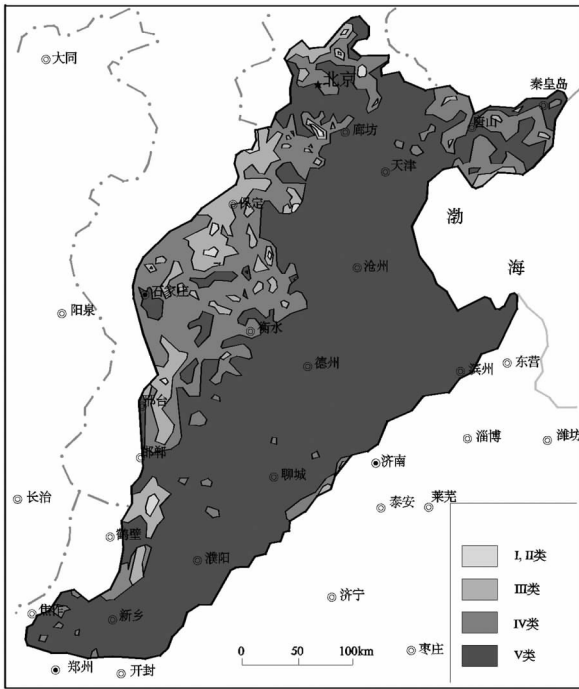 大同
北京
秦皇岛
唐山
廊坊
天津
保定
渤
海
沧州
石家庄
阳泉
衡水
德州
滨州
东营
邢台
淄博
潍坊
邯郸
济南
聊城
长治
泰安
莱芜
鹤壁
濮阳
I, II类
III类
济宁
焦作
新乡
IV类
0 50 100km
枣庄
V类
郑州
开封